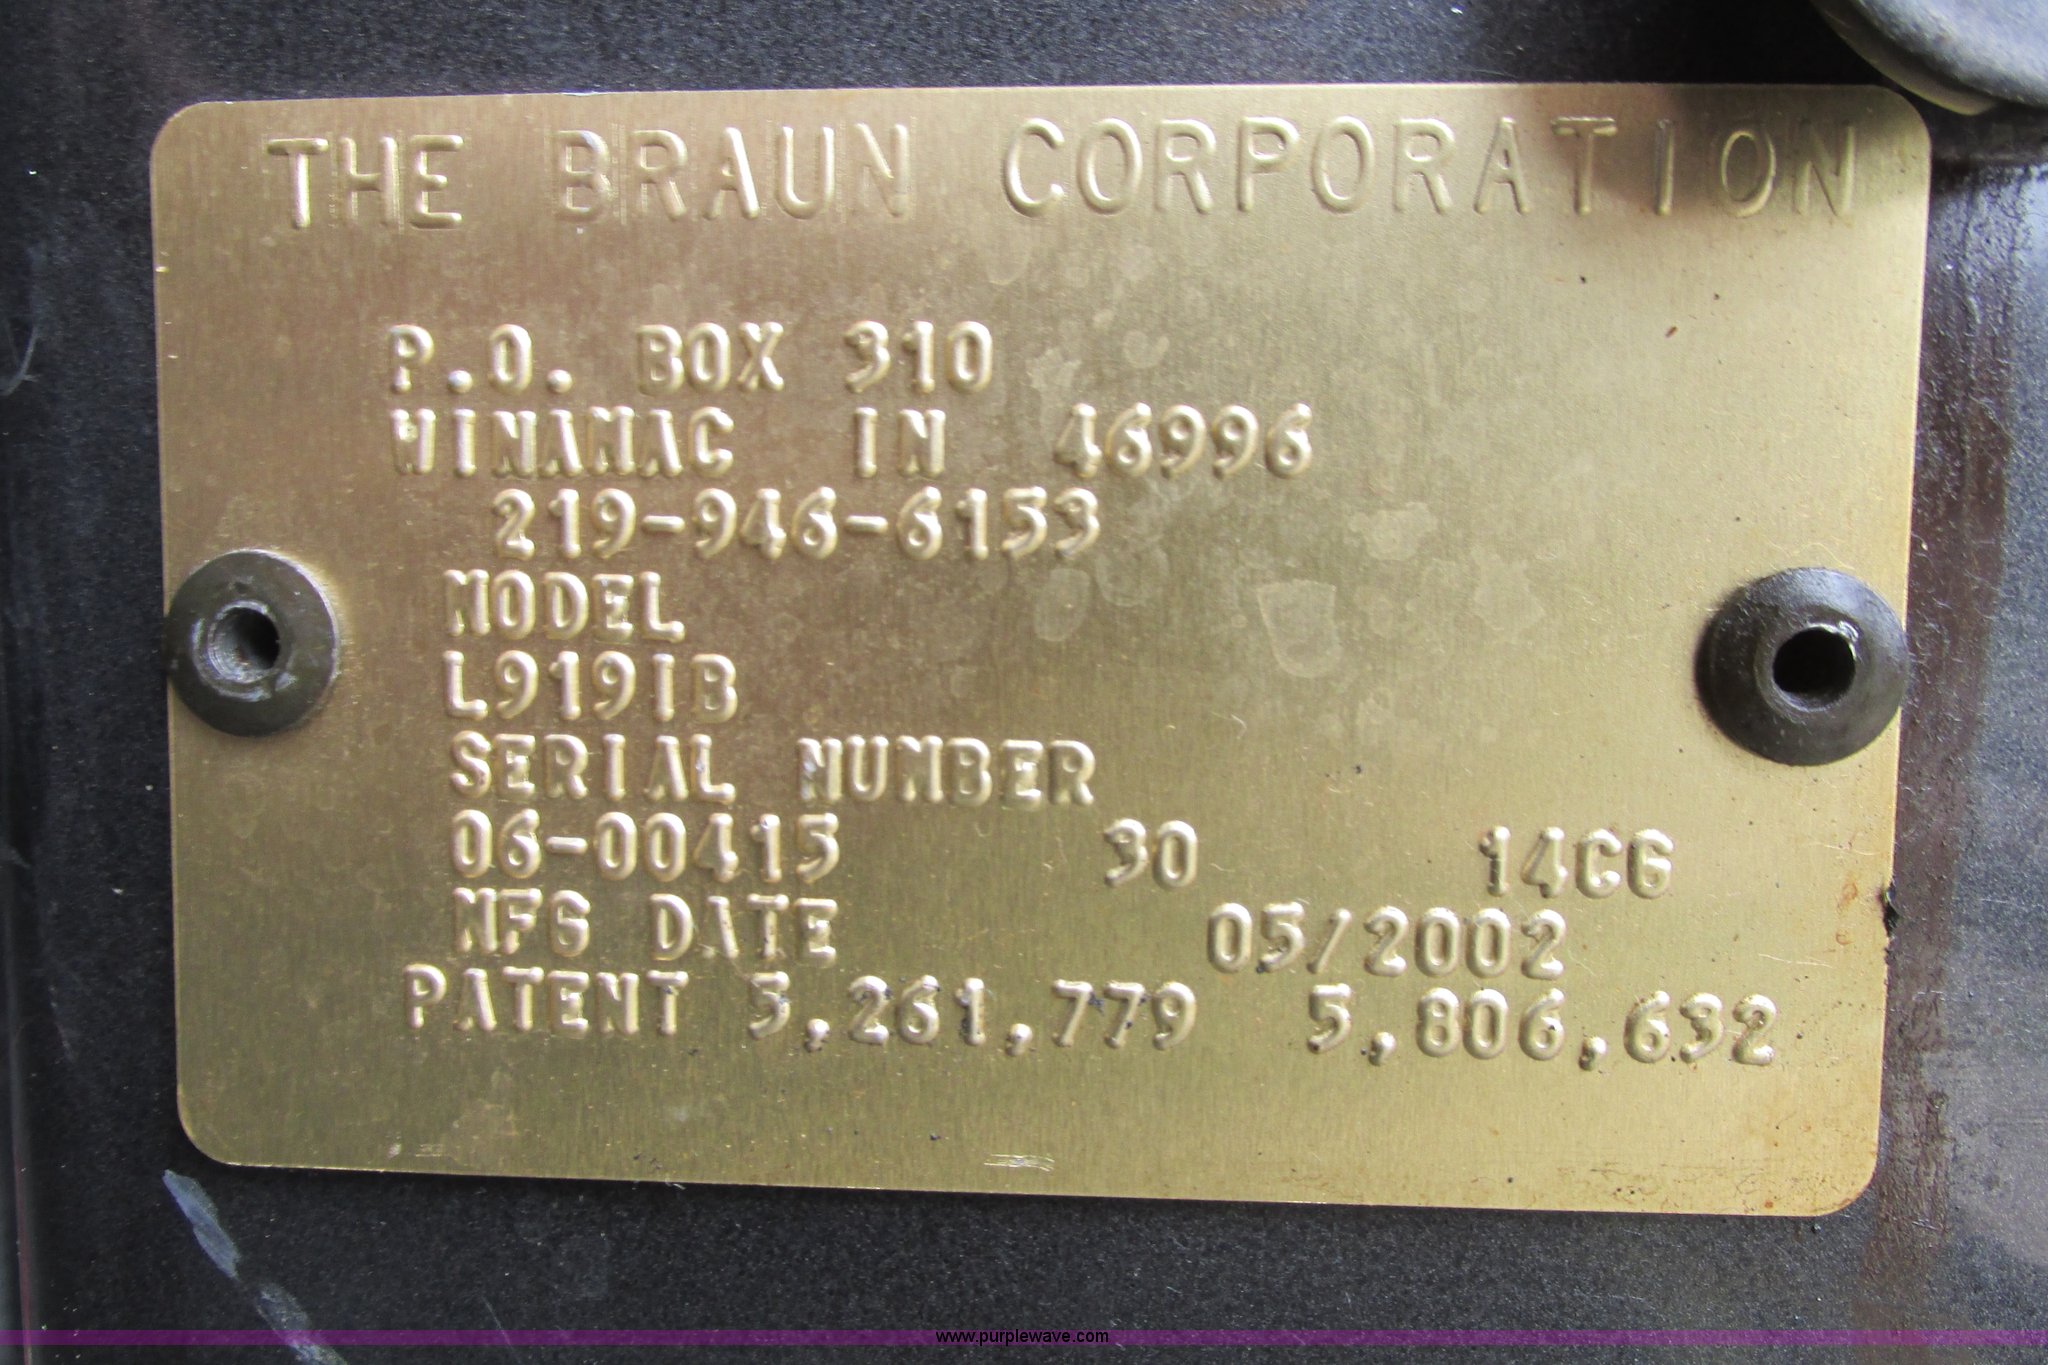 THE BRAUN CORPORATION
P.O. BOX 310
WINAMAC IN 46996
219-946-6153
MODEL
L919IB
SERIAL NUMBER
06-00415 30 14CG
MFG DATE 05/2002
PATENT 5,261,779 5,806,632
www.purplewave.com